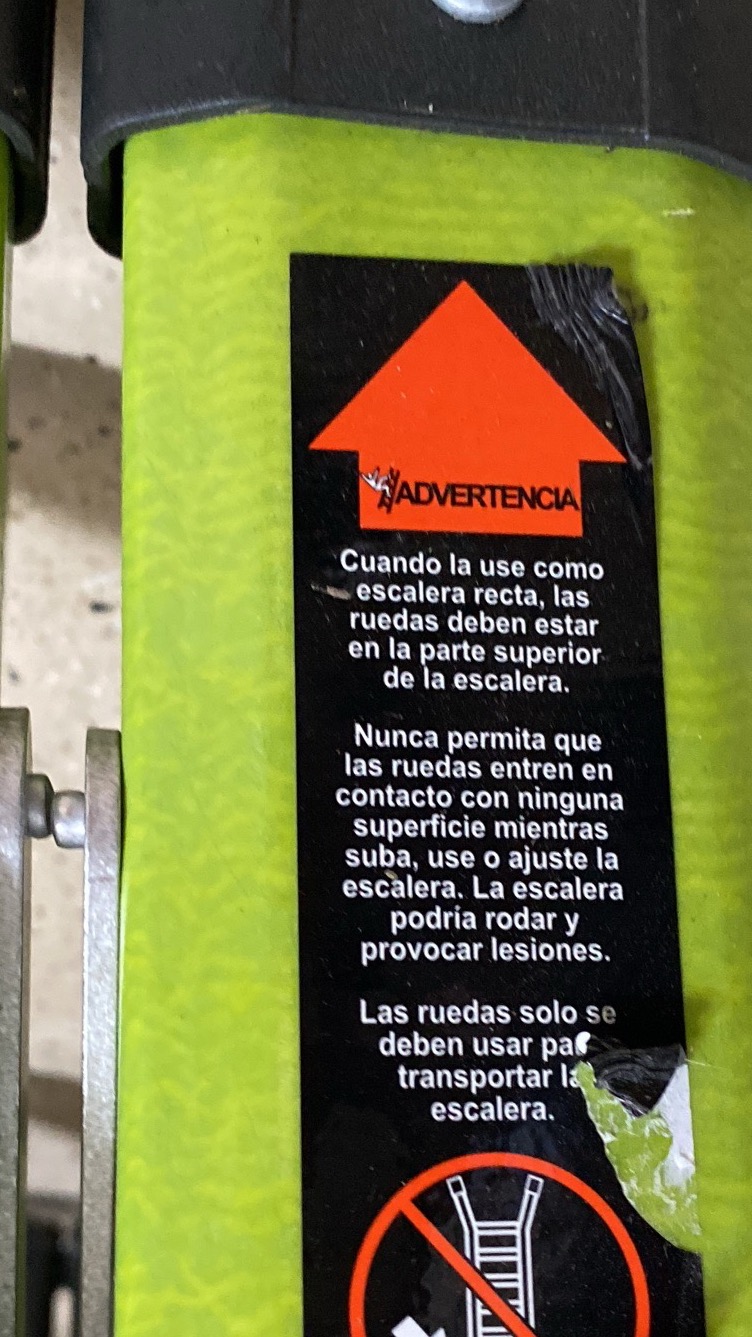 ADVERTENCIA
Cuando la use como
escalera recta, las
ruedas deben estar
en la parte superior
de la escalera.
Nunca permita que
las ruedas entren en
contacto con ninguna
superficie mientras
suba, use o ajuste la
escalera. La escalera
podría rodar y
provocar lesiones.
Las ruedas solo se
deben usar
transportar
escalera.